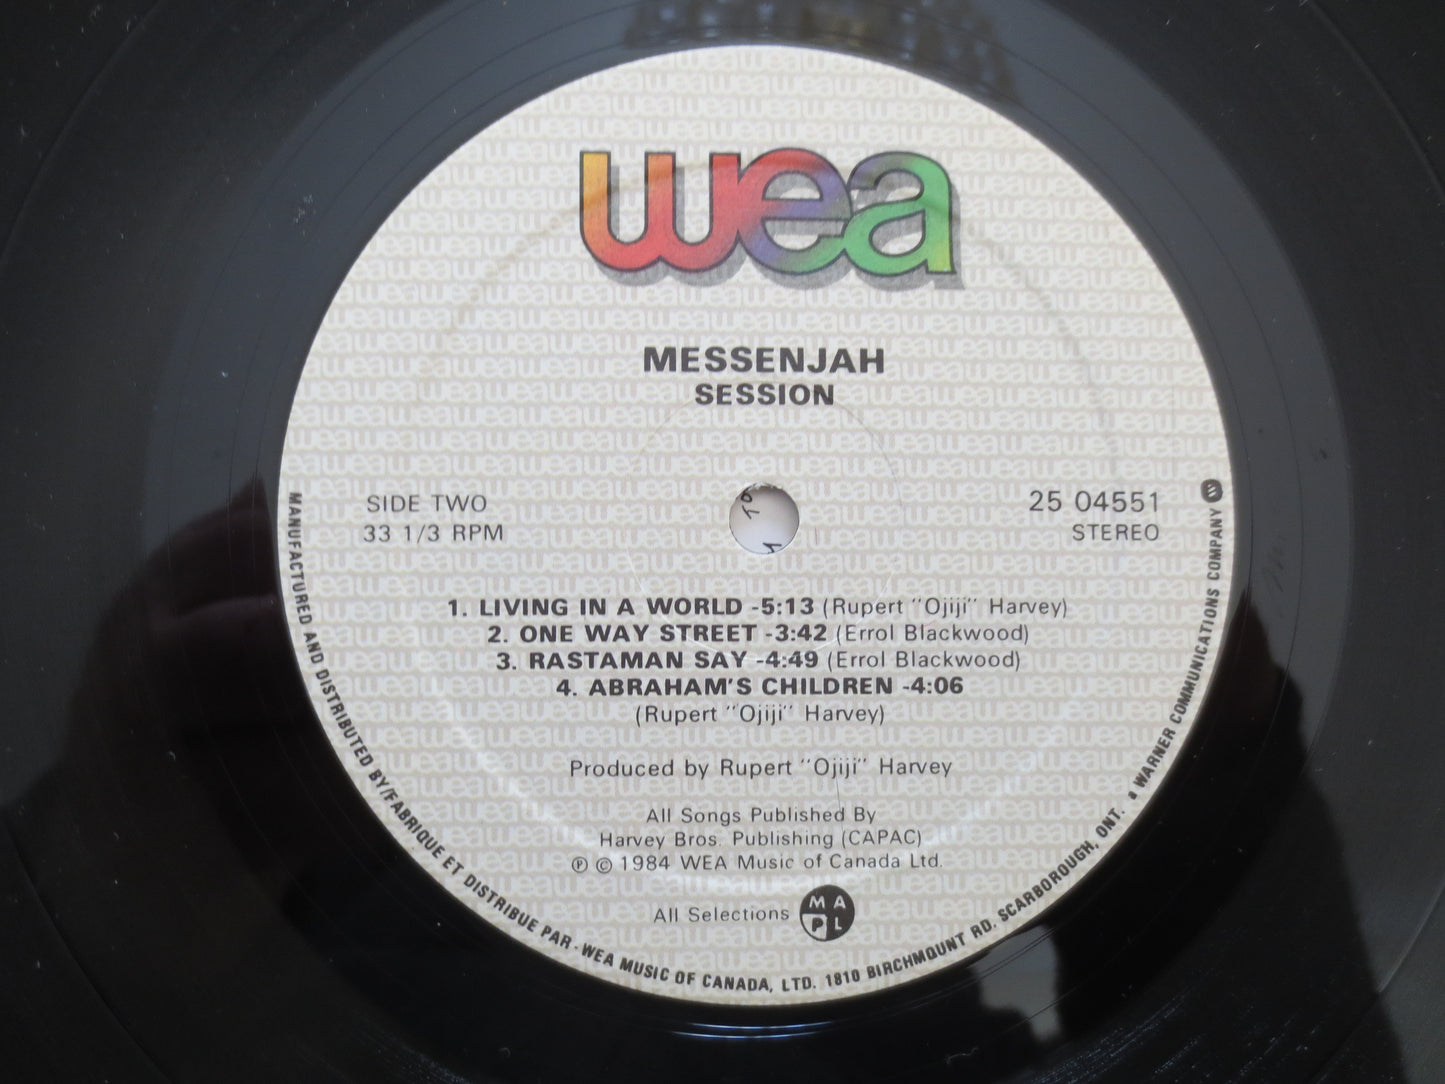 wea
MESSENJAH
SESSION
SIDE TWO
33 1/3 RPM
25 04551
STEREO
1. LIVING IN A WORLD -5:13 (Rupert "Ojiji" Harvey)
2. ONE WAY STREET -3:42 (Errol Blackwood)
3. RASTAMAN SAY -4:49 (Errol Blackwood)
4. ABRAHAM'S CHILDREN -4:06
(Rupert "Ojiji" Harvey)
Produced by Rupert "Ojiji" Harvey
All Songs Published By
Harvey Bros. Publishing (CAPAC)
℗ © 1984 WEA Music of Canada Ltd.
All Selections MAPL
MANUFACTURED AND DISTRIBUTED BY/FABRIQUE ET DISTRIBUE PAR - WEA MUSIC OF CANADA, LTD. 1810 BIRCHMOUNT RD. SCARBOROUGH, ONT. a WARNER COMMUNICATIONS COMPANY